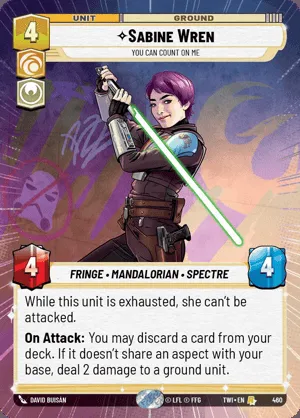 UNIT
GROUND
4
✧SABINE WREN
YOU CAN COUNT ON ME
4
4
FRINGE • MANDALORIAN • SPECTRE
While this unit is exhausted, she can't be
attacked.
On Attack: You may discard a card from
your deck. If it doesn't share an aspect with your
base, deal 2 damage to a ground unit.
DAVID BUISÁN
© LFL © FFG
TWI • EN
460